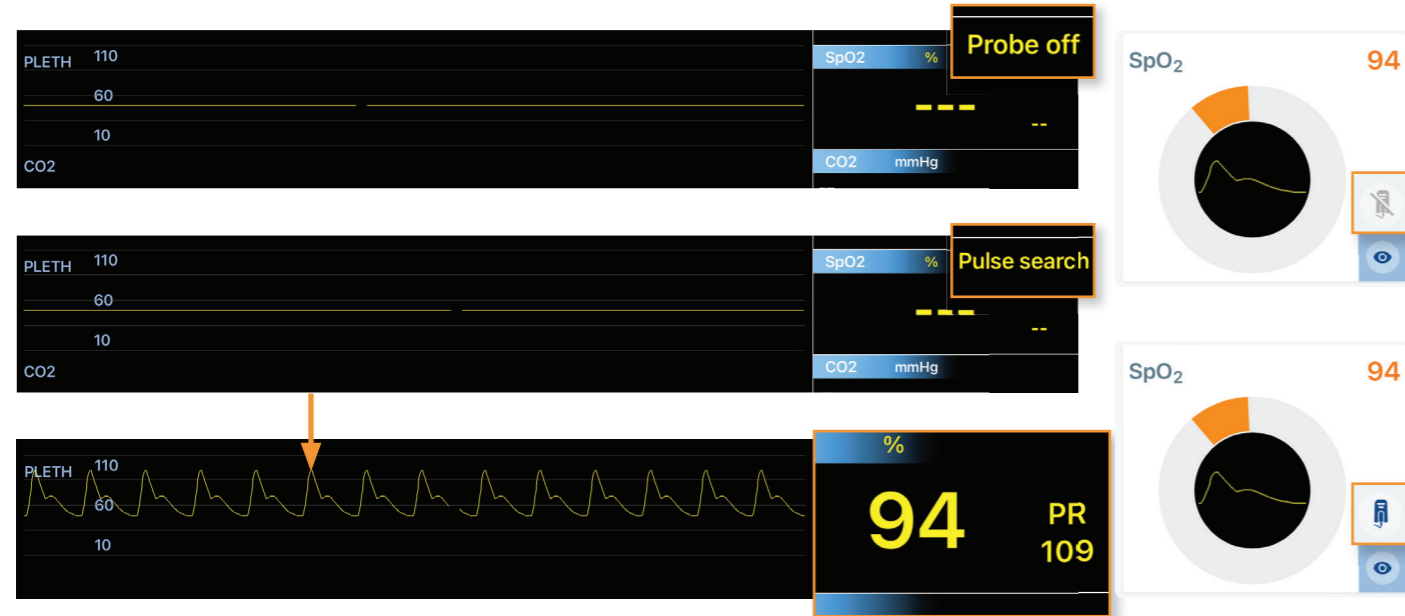 Probe off
PLETH 110
60
10
CO2
SpO2 %
---
--
CO2 mmHg
--
SpO₂ 94
Pulse search
PLETH 110
60
10
CO2
SpO2 %
---
--
CO2 mmHg
SpO₂ 94
PLETH 110
60
10
%
94
PR
109